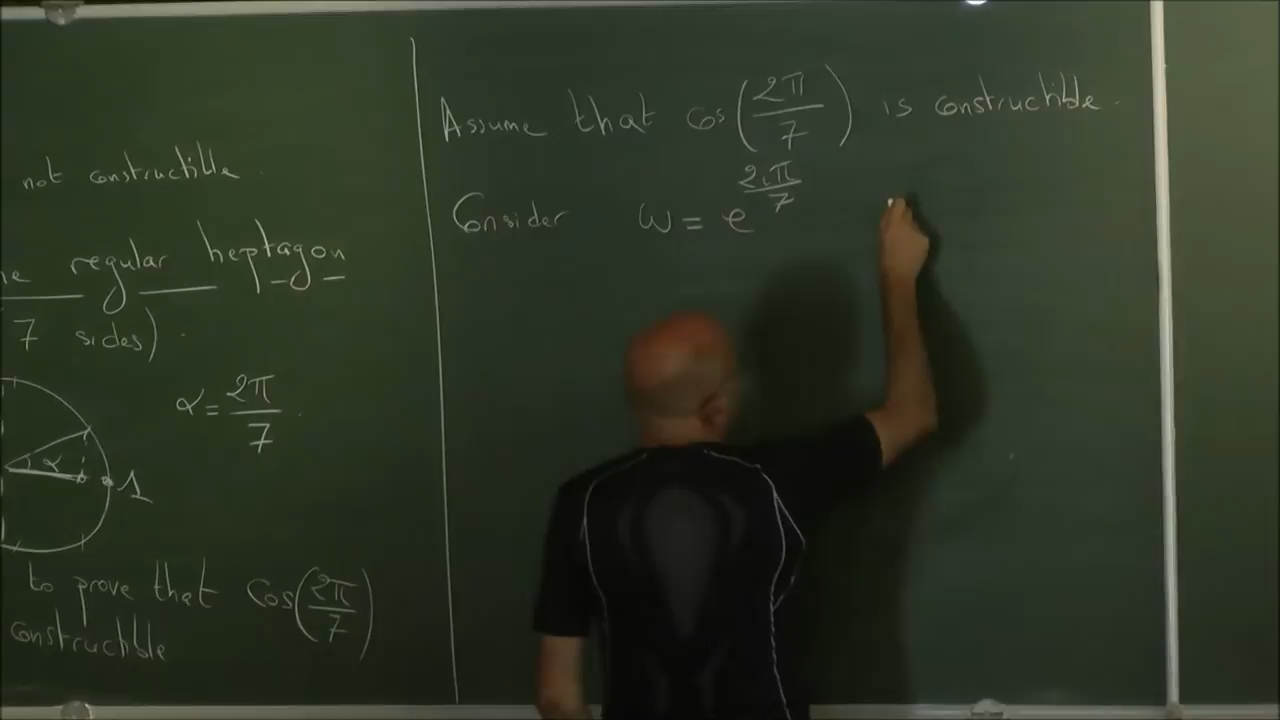 not constructible.
regular heptagon
7 sides).
α = 2π/7.
α
1
to prove that cos(2π/7)
constructible
Assume that cos(2π/7) is constructible.
Consider ω = e^(2iπ/7)